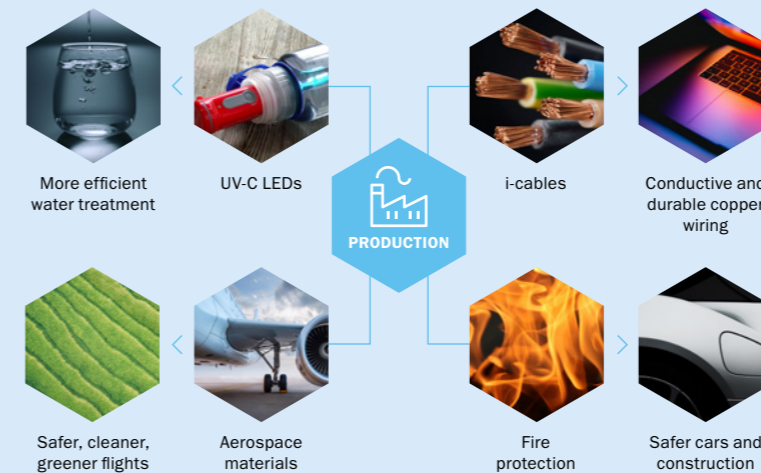 More efficient
water treatment
UV-C LEDs
i-cables
Conductive and
durable copper
wiring
PRODUCTION
Safer, cleaner,
greener flights
Aerospace
materials
Fire
protection
Safer cars and
construction